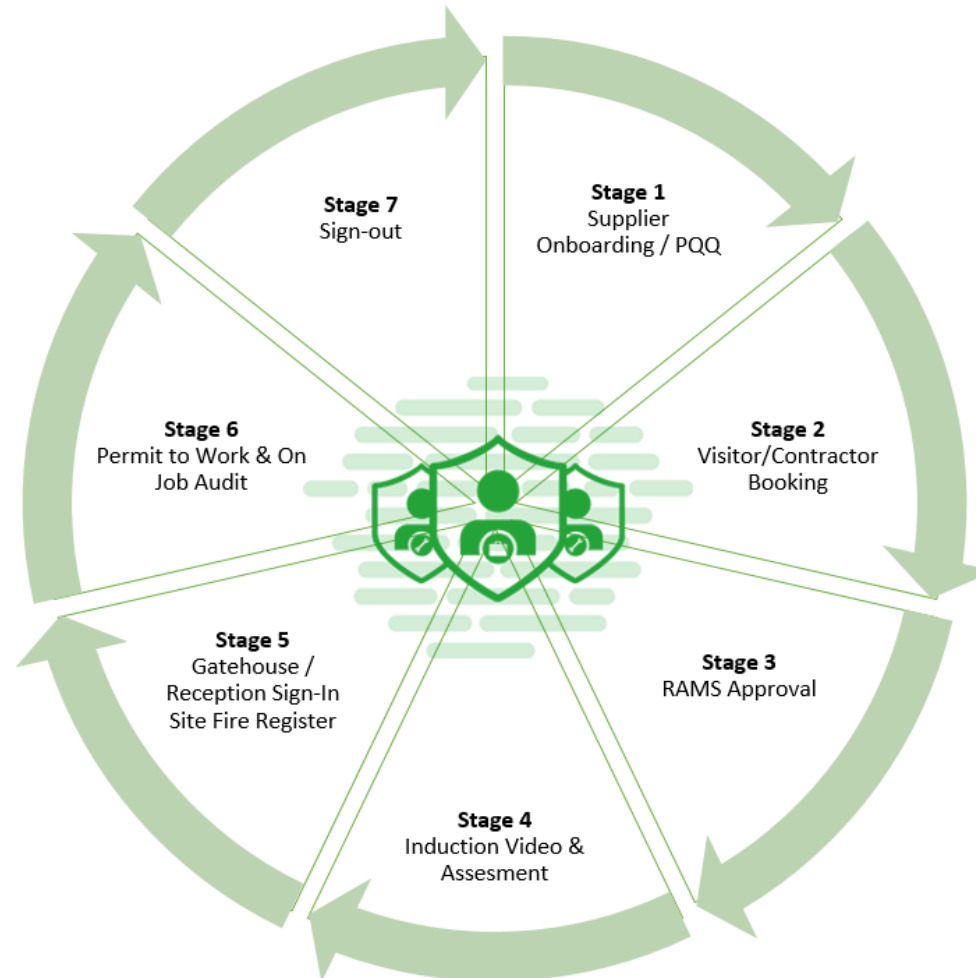 Stage 1
Supplier
Onboarding / PQQ
Stage 2
Visitor/Contractor
Booking
Stage 3
RAMS Approval
Stage 4
Induction Video &
Assesment
Stage 5
Gatehouse /
Reception Sign-In
Site Fire Register
Stage 6
Permit to Work & On
Job Audit
Stage 7
Sign-out